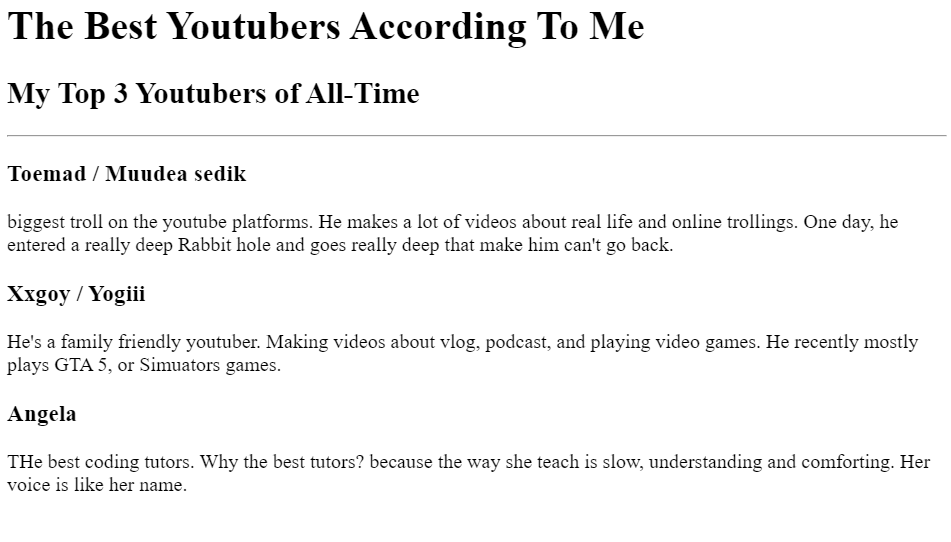 The Best Youtubers According To Me
My Top 3 Youtubers of All-Time
Toemad / Muudea sedik
biggest troll on the youtube platforms. He makes a lot of videos about real life and online trollings. One day, he
entered a really deep Rabbit hole and goes really deep that make him can't go back.
Xxgoy / Yogiii
He's a family friendly youtuber. Making videos about vlog, podcast, and playing video games. He recently mostly
plays GTA 5, or Simuators games.
Angela
THe best coding tutors. Why the best tutors? because the way she teach is slow, understanding and comforting. Her
voice is like her name.